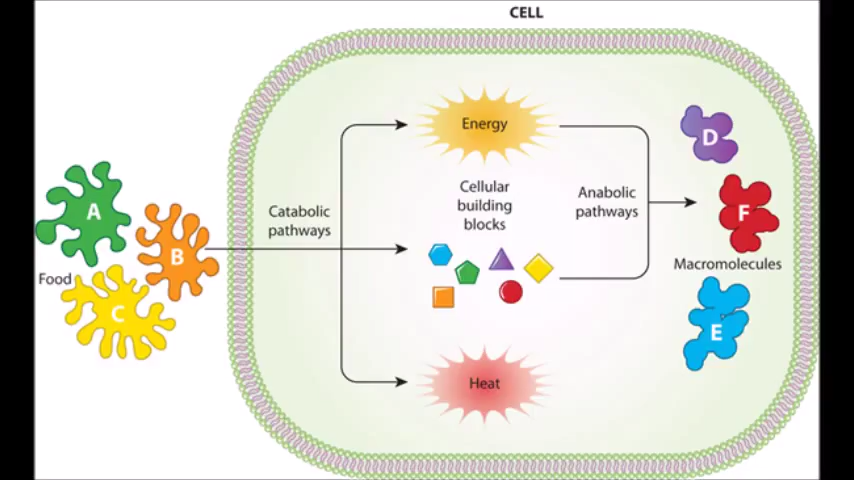 CELL
Energy
D
Cellular
building
blocks
Catabolic
pathways
Anabolic
pathways
A
F
B
Food
Macromolecules
C
E
Heat